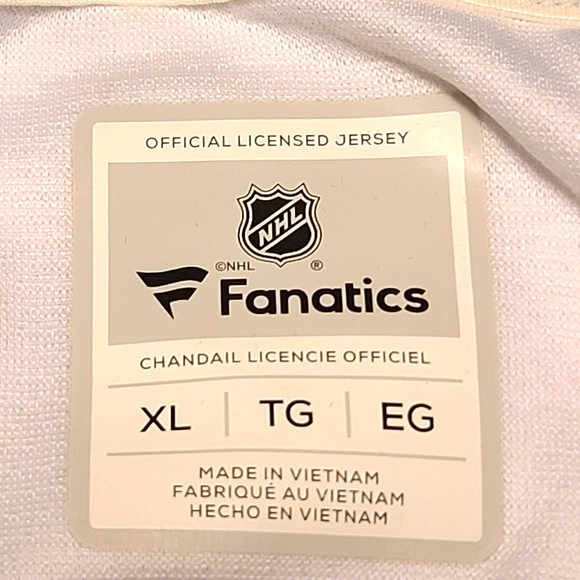 OFFICIAL LICENSED JERSEY
NHL
©NHL ®
Fanatics
CHANDAIL LICENCIE OFFICIEL
XL | TG | EG
MADE IN VIETNAM
FABRIQUÉ AU VIETNAM
HECHO EN VIETNAM